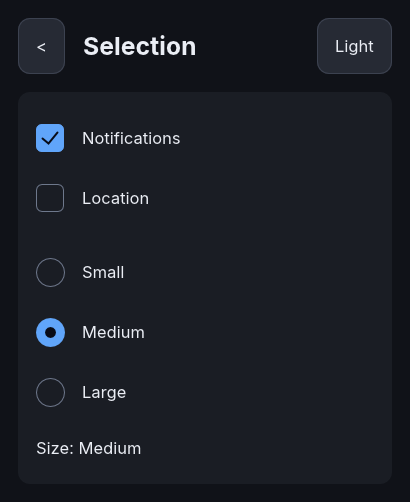 < Selection Light
Notifications
Location
Small
Medium
Large
Size: Medium